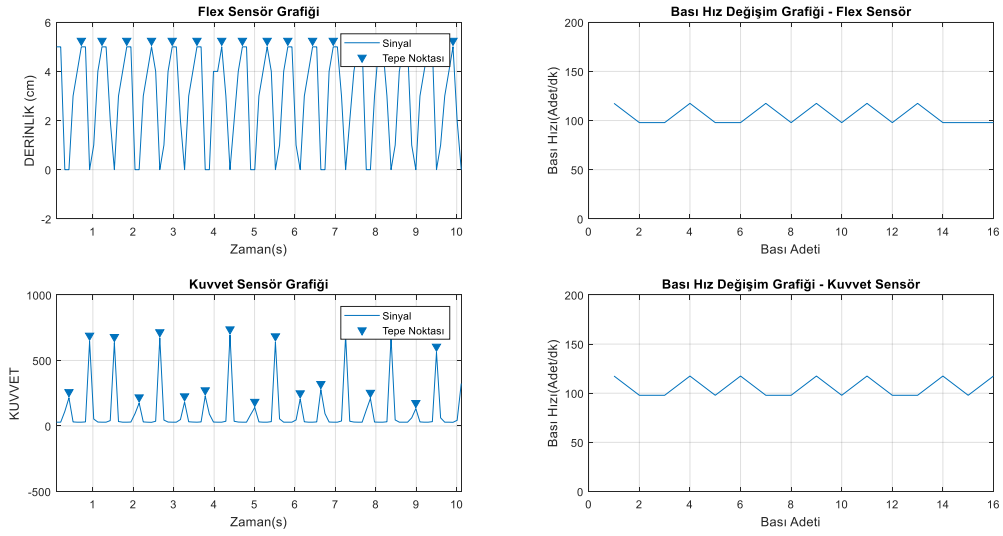 Flex Sensör Grafiği
6
4
2
0
-2
DERİNLİK (cm)
Sinyal
Tepe Noktası
1 2 3 4 5 6 7 8 9 10
Zaman(s)
Bası Hız Değişim Grafiği - Flex Sensör
200
150
100
50
0
Bası Hızı(Adet/dk)
0 2 4 6 8 10 12 14 16
Bası Adeti
Kuvvet Sensör Grafiği
1000
500
0
-500
KUVVET
Sinyal
Tepe Noktası
1 2 3 4 5 6 7 8 9 10
Zaman(s)
Bası Hız Değişim Grafiği - Kuvvet Sensör
200
150
100
50
0
Bası Hızı(Adet/dk)
0 2 4 6 8 10 12 14 16
Bası Adeti